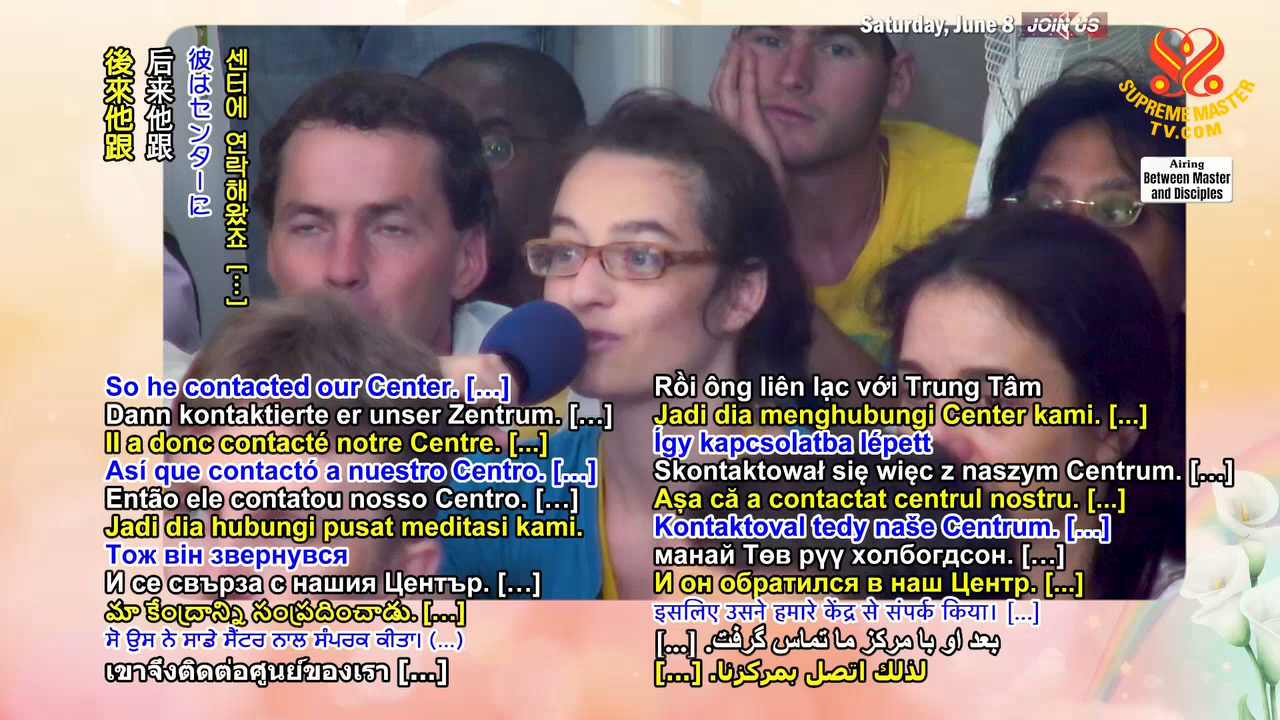 Saturday, June 8 JOIN US
SUPREME MASTER
TV.COM
Airing
Between Master
and Disciples
後來他跟
后来他跟
彼はセンターに
센터에 연락해왔죠 [...]
So he contacted our Center. [...]
Dann kontaktierte er unser Zentrum. [...]
Il a donc contacté notre Centre. [...]
Así que contactó a nuestro Centro. [...]
Então ele contatou nosso Centro. [...]
Jadi dia hubungi pusat meditasi kami.
Тож він звернувся
И се свърза с нашия Център. [...]
మా కేంద్రాన్ని సంప్రదించాడు. [...]
ਸੋ ਉਸ ਨੇ ਸਾਡੇ ਸੈਂਟਰ ਨਾਲ ਸੰਪਰਕ ਕੀਤਾ। (...)
เขาจึงติดต่อศูนย์ของเรา [...]
Rồi ông liên lạc với Trung Tâm
Jadi dia menghubungi Center kami. [...]
Így kapcsolatba lépett
Skontaktował się więc z naszym Centrum. [...]
Așa că a contactat centrul nostru. [...]
Kontaktoval tedy naše Centrum. [...]
манай Төв рүү холбогдсон. [...]
И он обратился в наш Центр. [...]
इसलिए उसने हमारे केंद्र से संपर्क किया। [...]
بعد او با مرکز ما تماس گرفت. [...]
لذلك اتصل بمركزنا. [...]